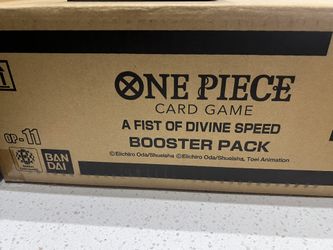 ONE PIECE
CARD GAME
A FIST OF DIVINE SPEED
BOOSTER PACK
©Eiichiro Oda/Shueisha ©Eiichiro Oda/Shueisha, Toei Animation
OP-11
BAN
DAI